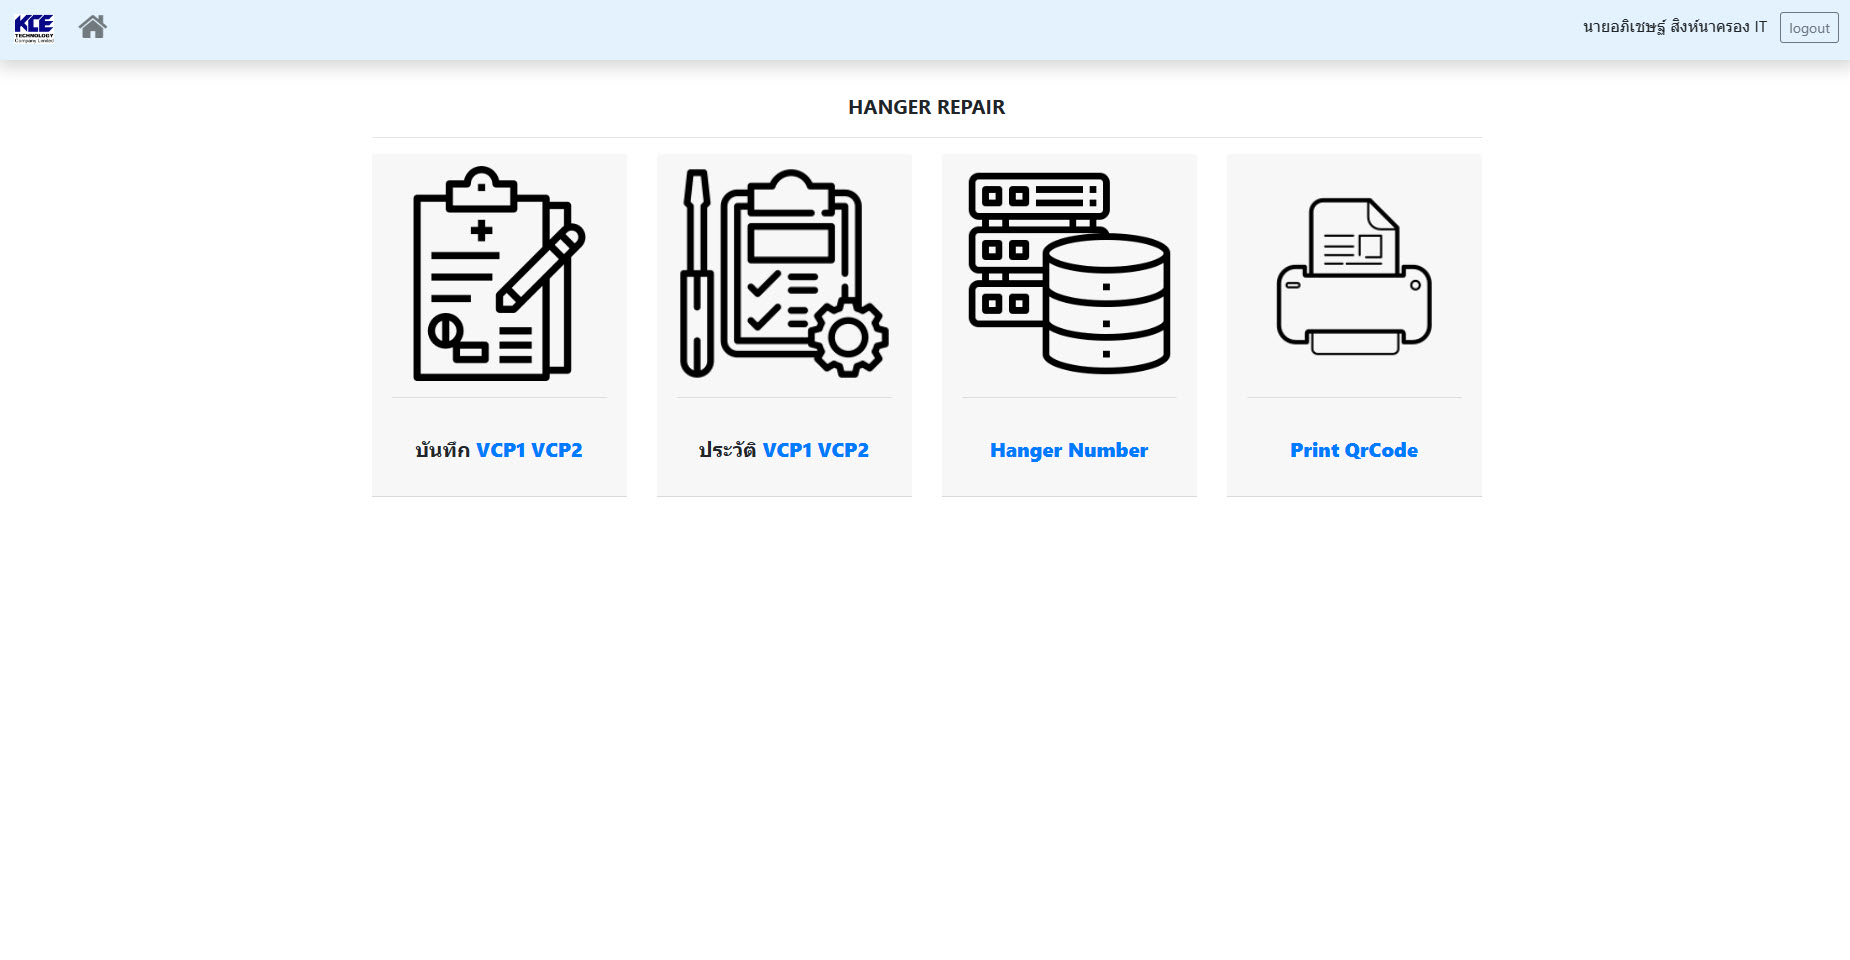 KCE
TECHNOLOGY
Company Limited
นายอภิเชษฐ์ สิงห์นาครอง IT
logout
HANGER REPAIR
บันทึก VCP1 VCP2
ประวัติ VCP1 VCP2
Hanger Number
Print QrCode